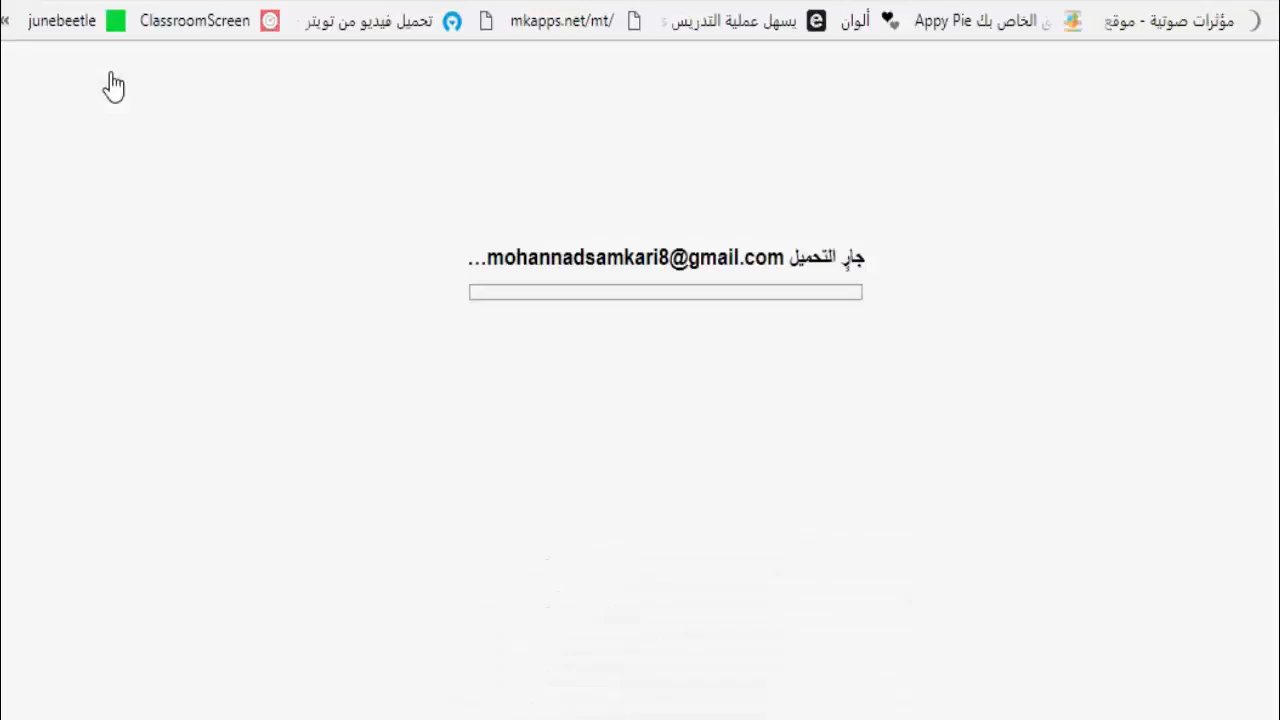 مؤثرات صوتية - موقع ى الخاص بك Appy Pie ألوان يسهل عملية التدريس mkapps.net/mt/ تحميل فيديو من تويتر ClassroomScreen junebeetle »
جارٍ التحميل mohannadsamkari8@gmail.com…